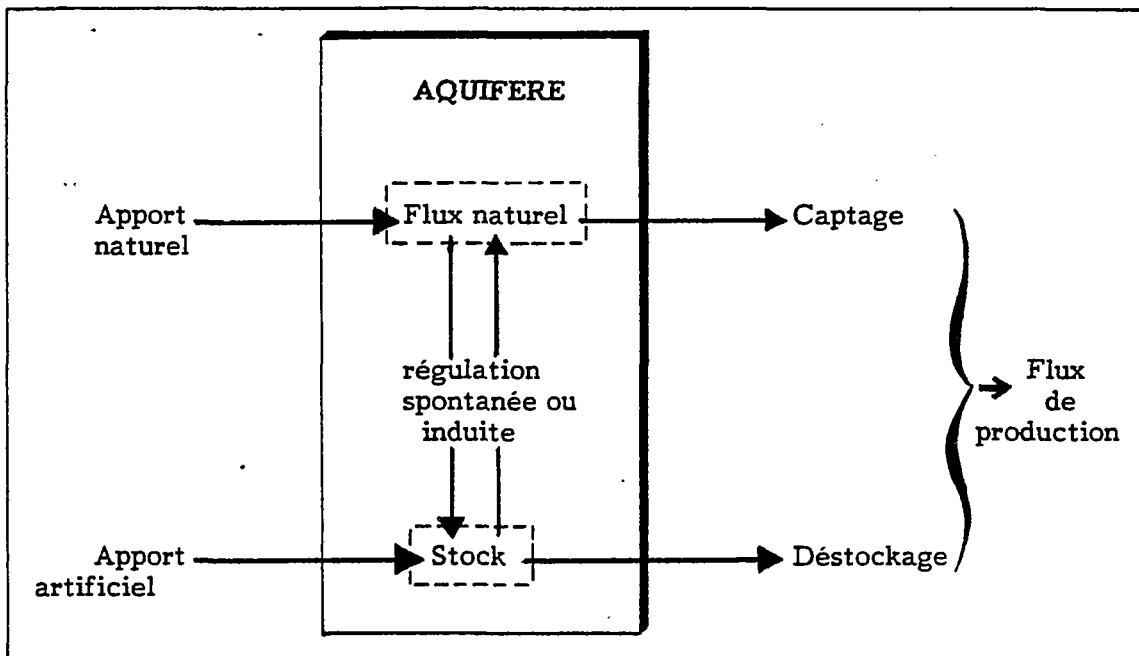 AQUIFERE
Apport
naturel
Flux naturel
Captage
régulation
spontanée ou
induite
Flux
de
production
Apport
artificiel
Stock
Déstockage